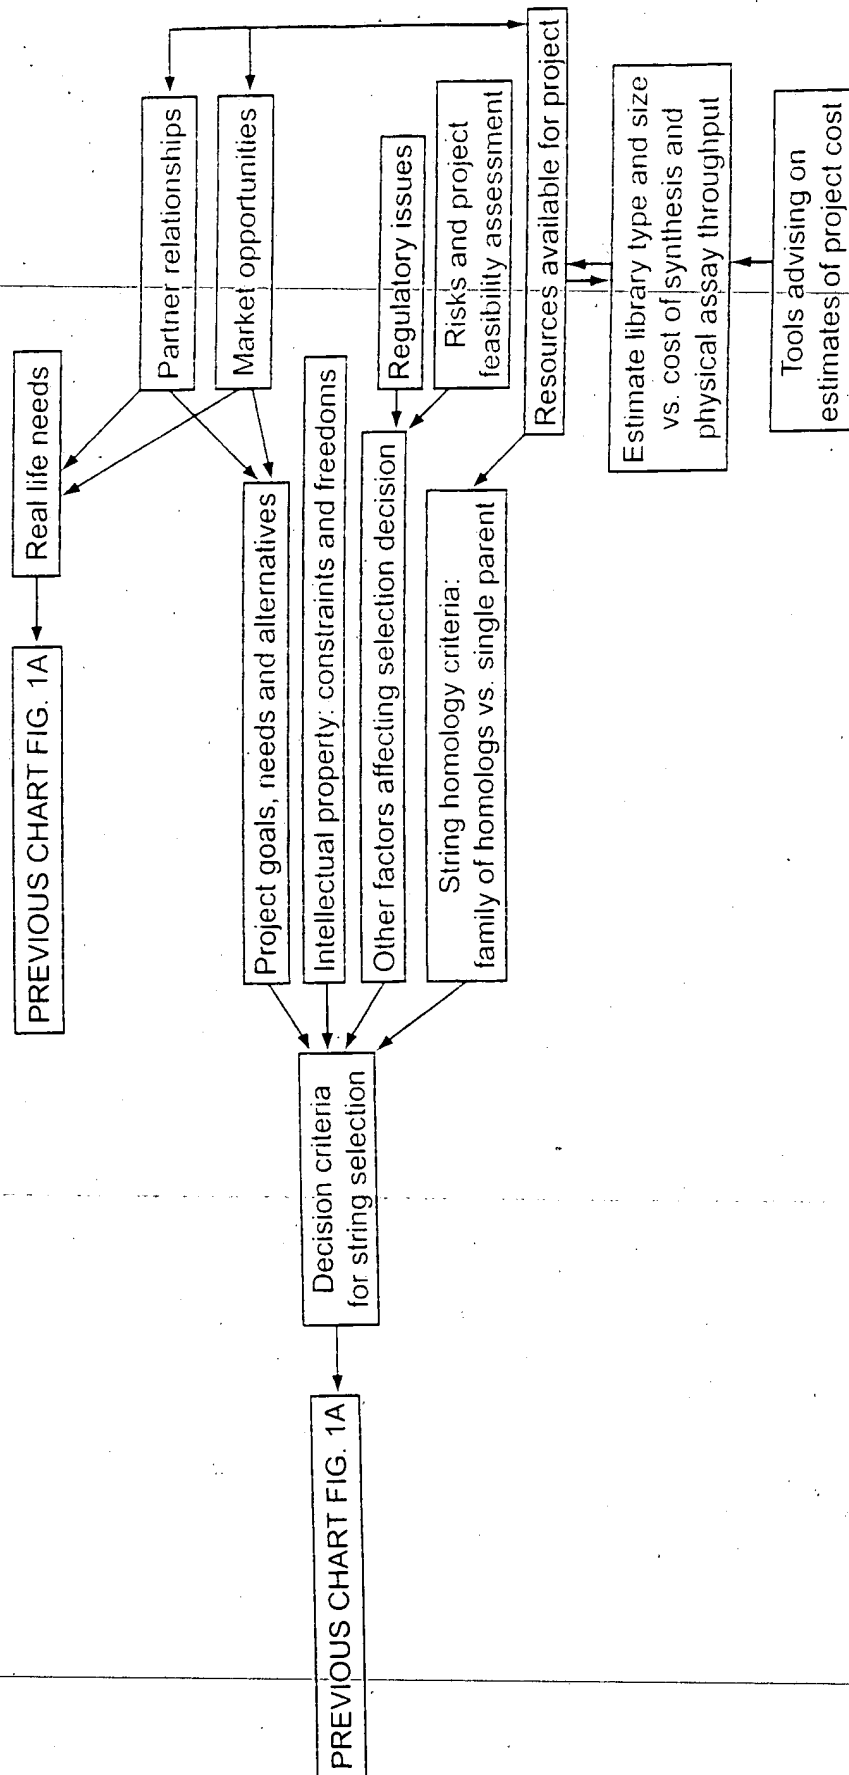 PREVIOUS CHART FIG. 1A
Real life needs
Partner relationships
Market opportunities
PREVIOUS CHART FIG. 1A
Decision criteria
for string selection
Project goals, needs and alternatives
Intellectual property: constraints and freedoms
Other factors affecting selection decision
Regulatory issues
Risks and project
feasibility assessment
String homology criteria:
family of homologs vs. single parent
Resources available for project
Estimate library type and size
vs. cost of synthesis and
physical assay throughput
Tools advising on
estimates of project cost